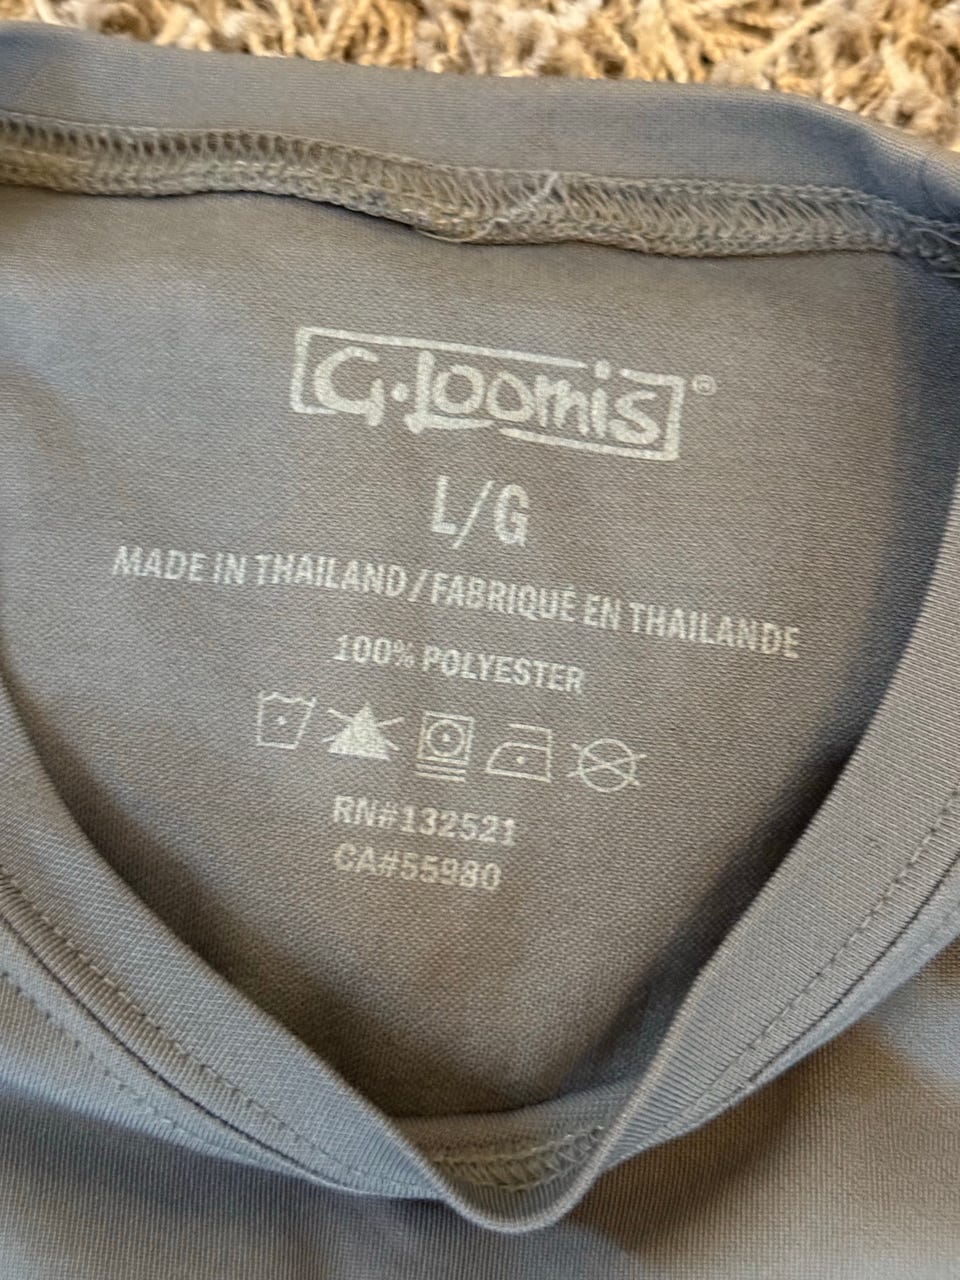 G.Loomis®
L/G
MADE IN THAILAND/FABRIQUÉ EN THAILANDE
100% POLYESTER
RN#132521
CA#55980